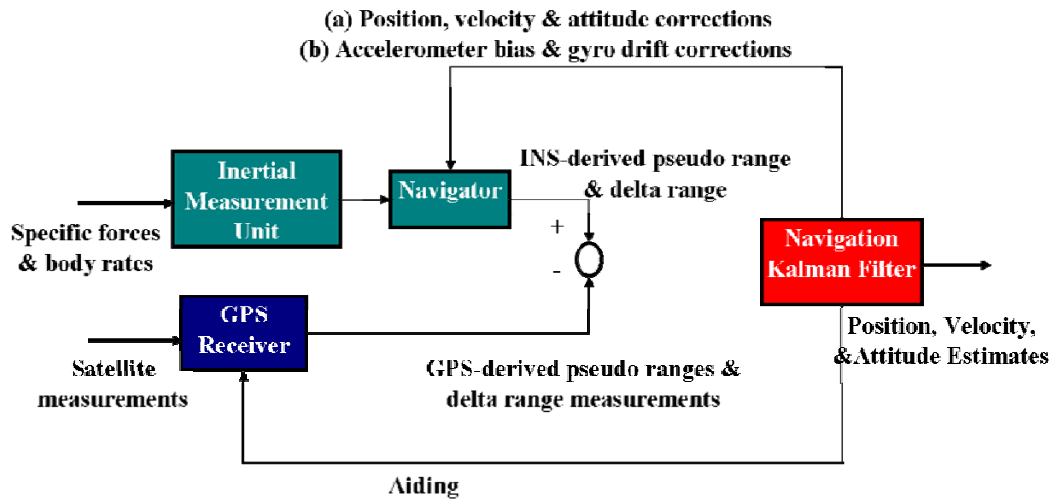 (a) Position, velocity & attitude corrections
(b) Accelerometer bias & gyro drift corrections
Inertial
Measurement
Unit
Navigator
INS-derived pseudo range
& delta range
Specific forces
& body rates
+
-
Navigation
Kalman Filter
GPS
Receiver
Position, Velocity,
&Attitude Estimates
Satellite
measurements
GPS-derived pseudo ranges &
delta range measurements
Aiding